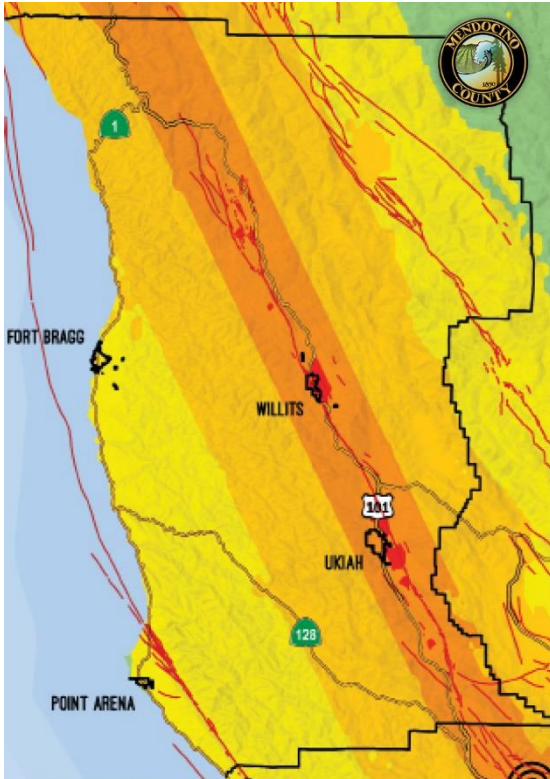 MENDOCINO
COUNTY
1850
1
FORT BRAGG
WILLITS
101
UKIAH
128
POINT ARENA